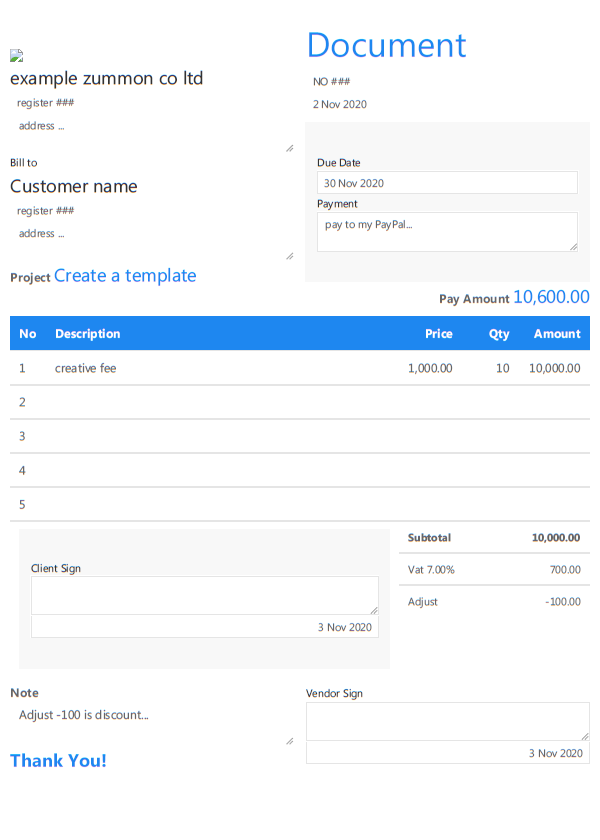 Document
example zummon co ltd
register ###
address ...
NO ###
2 Nov 2020
Bill to
Customer name
register ###
address ...
Due Date
30 Nov 2020
Payment
pay to my PayPal...
Project Create a template
Pay Amount 10,600.00
No Description Price Qty Amount
1 creative fee 1,000.00 10 10,000.00
2
3
4
5
Subtotal 10,000.00
Vat 7.00% 700.00
Adjust -100.00
Client Sign
3 Nov 2020
Note
Adjust -100 is discount...
Thank You!
Vendor Sign
3 Nov 2020